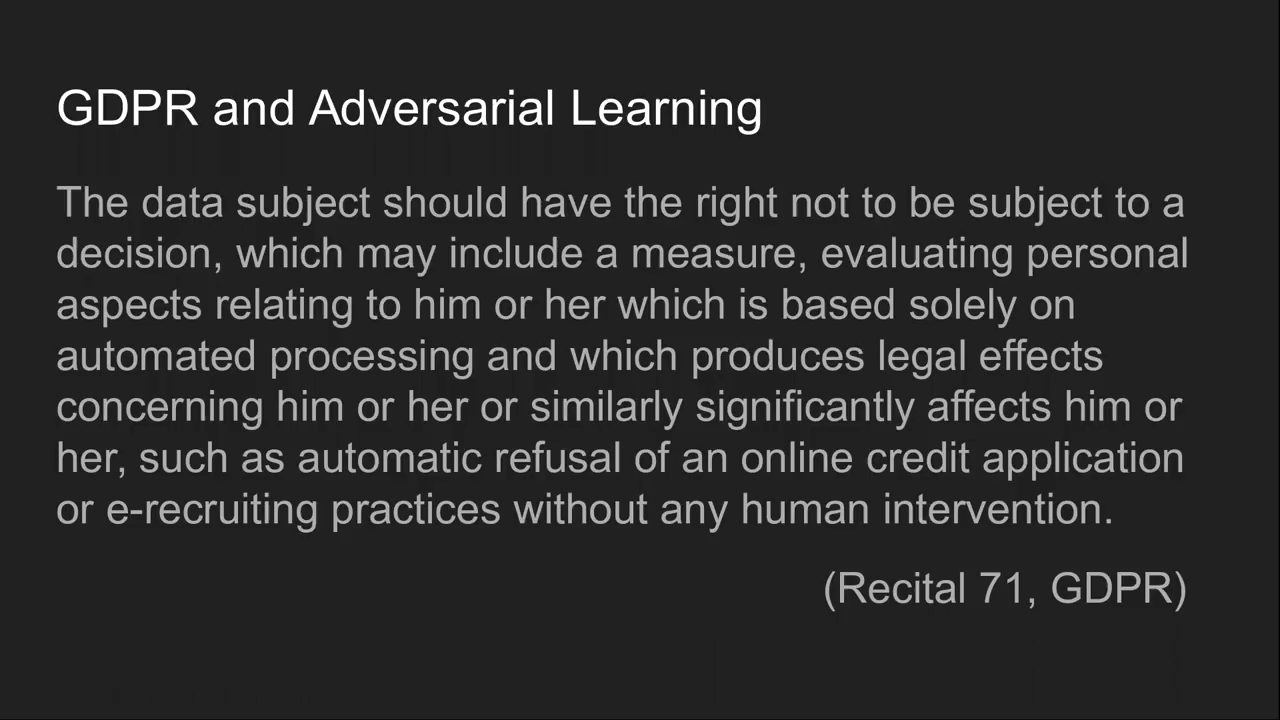 GDPR and Adversarial Learning
The data subject should have the right not to be subject to a
decision, which may include a measure, evaluating personal
aspects relating to him or her which is based solely on
automated processing and which produces legal effects
concerning him or her or similarly significantly affects him or
her, such as automatic refusal of an online credit application
or e-recruiting practices without any human intervention.
(Recital 71, GDPR)